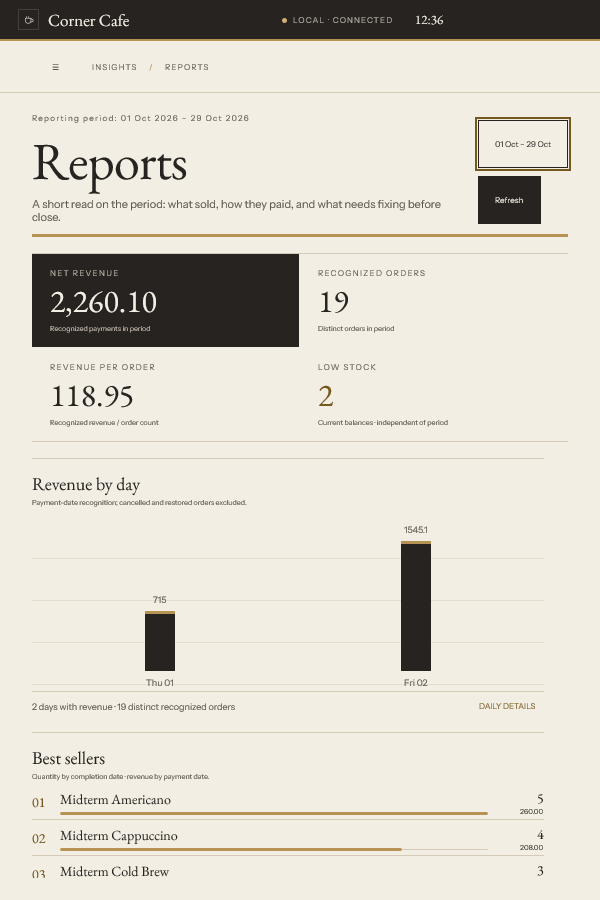 Corner Cafe
LOCAL · CONNECTED
12:36
☰ INSIGHTS / REPORTS
Reporting period: 01 Oct 2026 – 29 Oct 2026
Reports
A short read on the period: what sold, how they paid, and what needs fixing before
close.
01 Oct – 29 Oct
Refresh
NET REVENUE
2,260.10
Recognized payments in period
RECOGNIZED ORDERS
19
Distinct orders in period
REVENUE PER ORDER
118.95
Recognized revenue / order count
LOW STOCK
2
Current balances · independent of period
Revenue by day
Payment-date recognition; cancelled and restored orders excluded.
715
1545.1
Thu 01
Fri 02
2 days with revenue · 19 distinct recognized orders
DAILY DETAILS
Best sellers
Quantity by completion date · revenue by payment date.
01 Midterm Americano 5
260.00
02 Midterm Cappuccino 4
208.00
03 Midterm Cold Brew 3